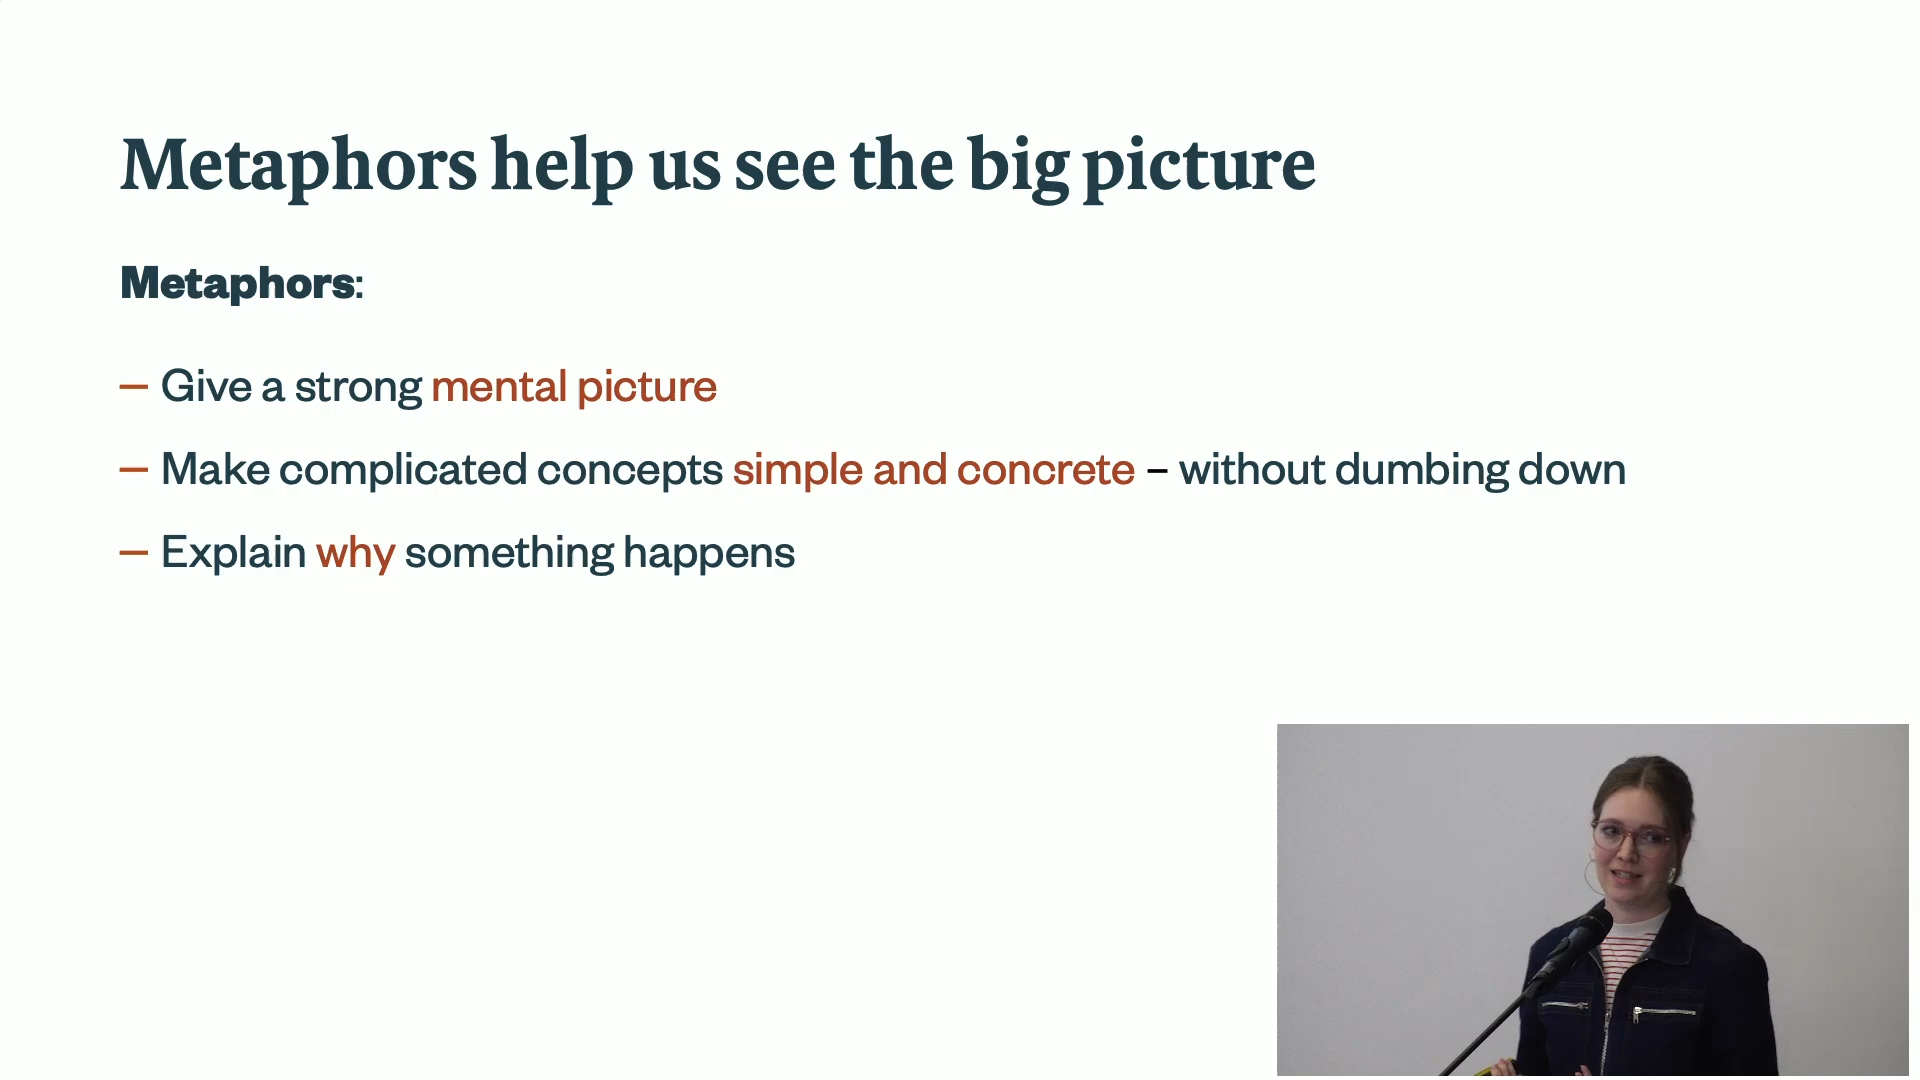 Metaphors help us see the big picture
Metaphors:
– Give a strong mental picture
– Make complicated concepts simple and concrete – without dumbing down
– Explain why something happens